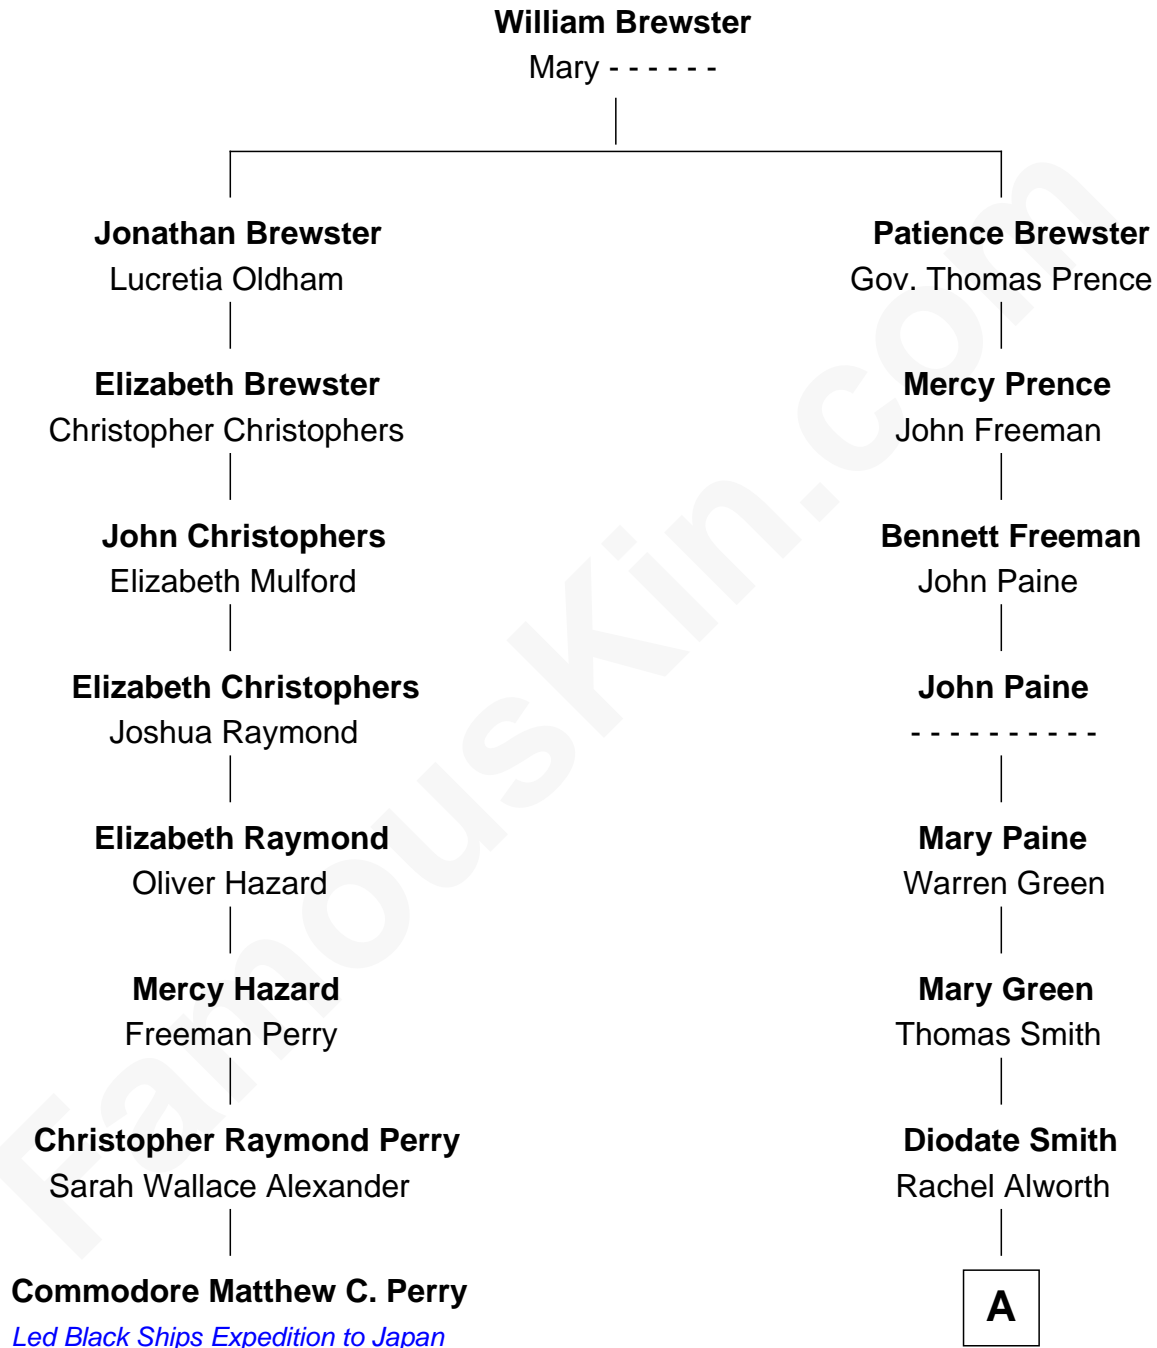 William Brewster
Mary - - - - - -
Jonathan Brewster
Lucretia Oldham
Patience Brewster
Gov. Thomas Prence
Elizabeth Brewster
Christopher Christophers
Mercy Prence
John Freeman
John Christophers
Elizabeth Mulford
Bennett Freeman
John Paine
Elizabeth Christophers
Joshua Raymond
John Paine
- - - - - - - - - -
Elizabeth Raymond
Oliver Hazard
Mary Paine
Warren Green
Mercy Hazard
Freeman Perry
Mary Green
Thomas Smith
Christopher Raymond Perry
Sarah Wallace Alexander
Diodate Smith
Rachel Alworth
Commodore Matthew C. Perry
Led Black Ships Expedition to Japan
A
FamousKin.com